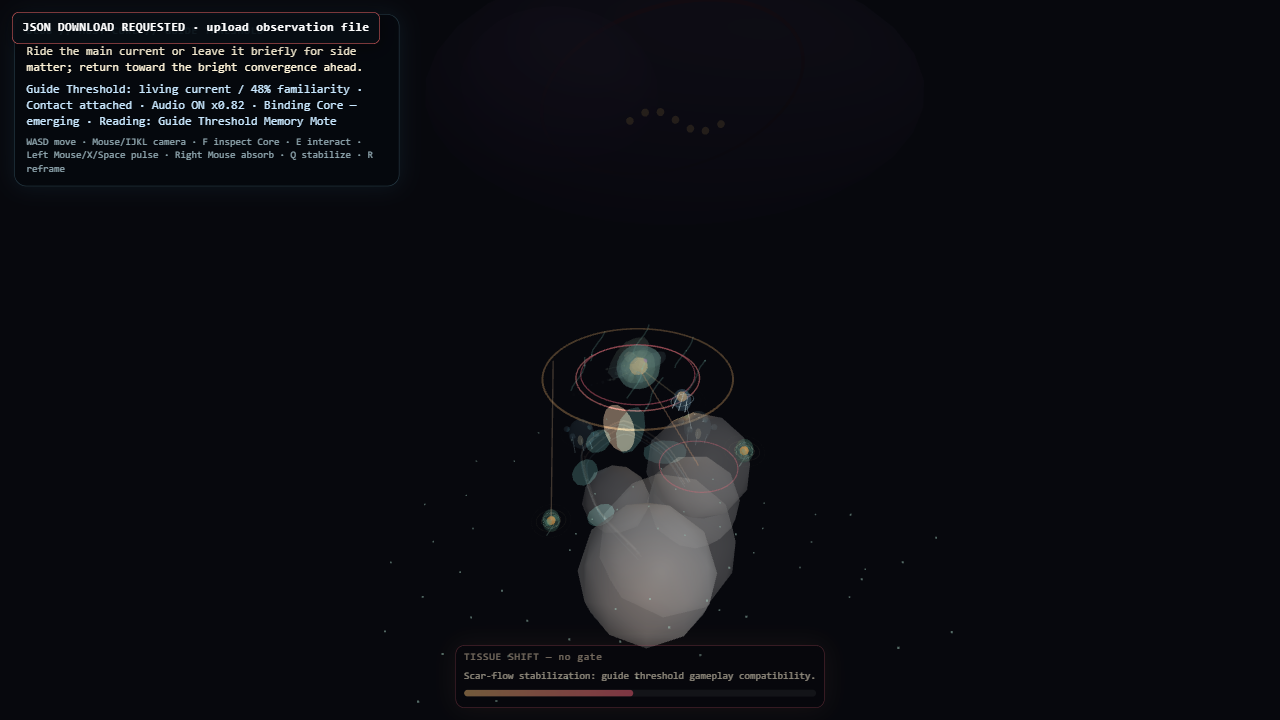 JSON DOWNLOAD REQUESTED · upload observation file
Ride the main current or leave it briefly for side
matter; return toward the bright convergence ahead.
Guide Threshold: living current / 48% familiarity ·
Contact attached · Audio ON x0.82 · Binding Core —
emerging · Reading: Guide Threshold Memory Mote
WASD move · Mouse/IJKL camera · F inspect Core · E interact ·
Left Mouse/X/Space pulse · Right Mouse absorb · Q stabilize · R
reframe
TISSUE SHIFT — no gate
Scar-flow stabilization: guide threshold gameplay compatibility.